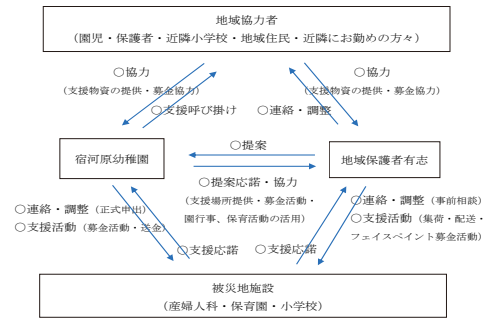 地域協力者
（園児・保護者・近隣小学校・地域住民・近隣にお勤めの方々）
○協力
（支援物資の提供・募金協力）
○協力
（支援物資の提供・募金協力）
○支援呼び掛け
○連絡・調整
宿河原幼稚園
○提案
地域保護者有志
○提案応諾・協力
（支援場所提供・募金活動・
園行事、保育活動の活用）
○連絡・調整（正式申出）
○支援活動（募金活動・送金）
○連絡・調整（事前相談）
○支援活動（集荷・配送・
フェイスペイント募金活動）
○支援応諾
○支援応諾
被災地施設
（産婦人科・保育園・小学校）